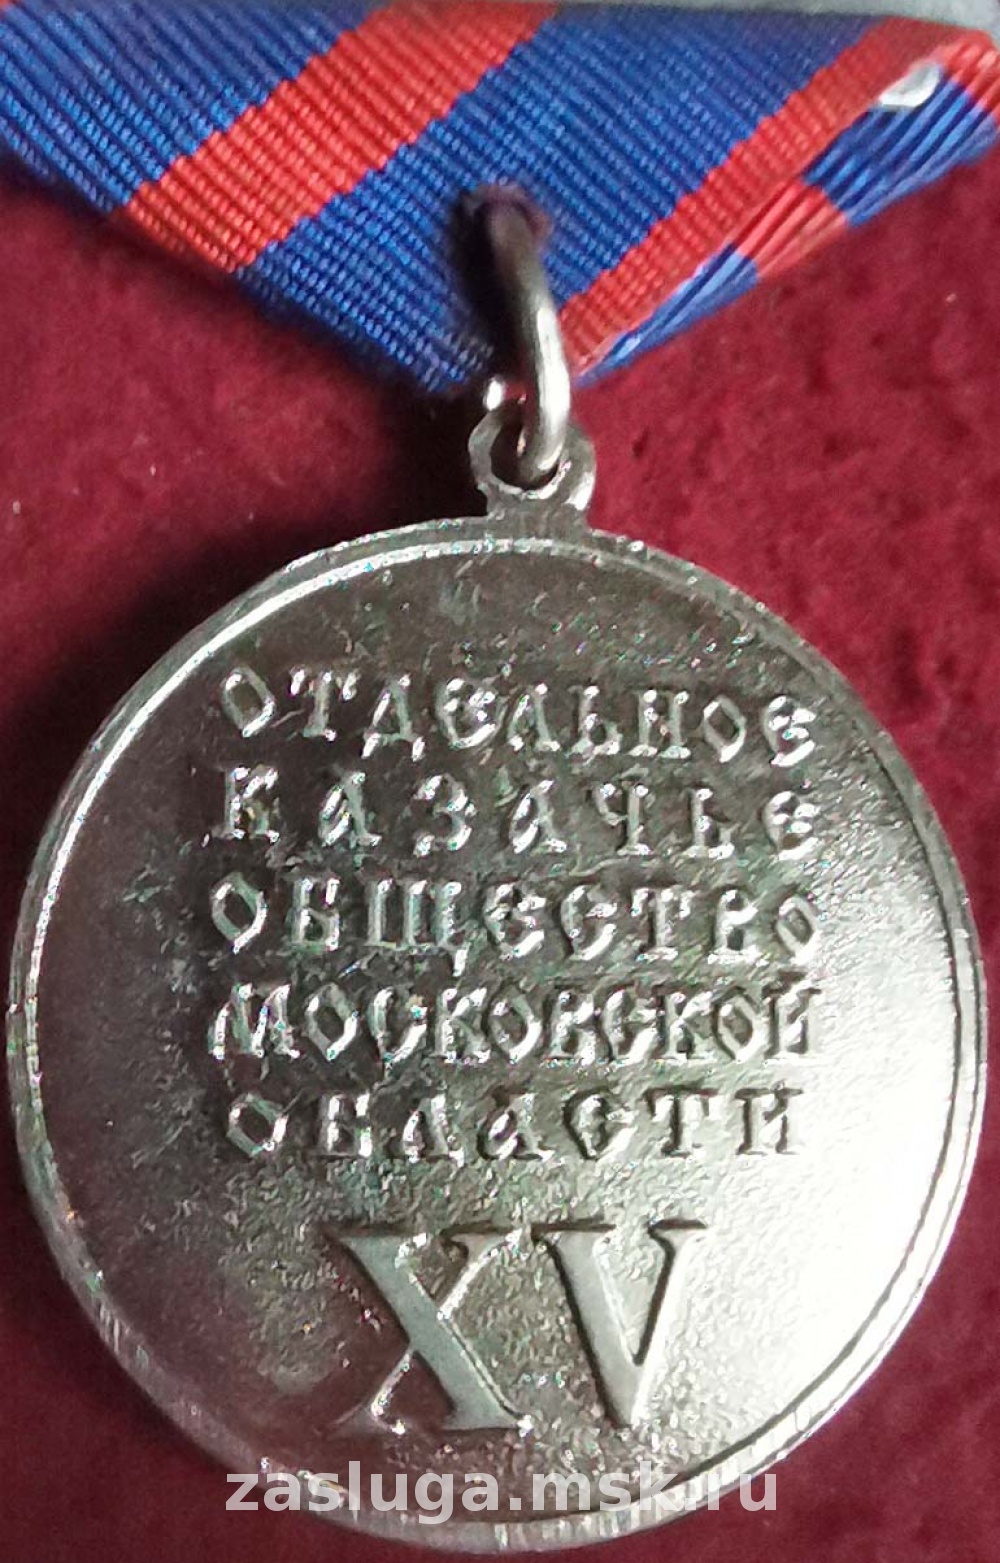 ОТДЕЛЬНОЕ
КАЗАЧЬЕ
ОБЩЕСТВО
МОСКОВСКОЙ
ОБЛАСТИ
XV
zasluga.msk.ru